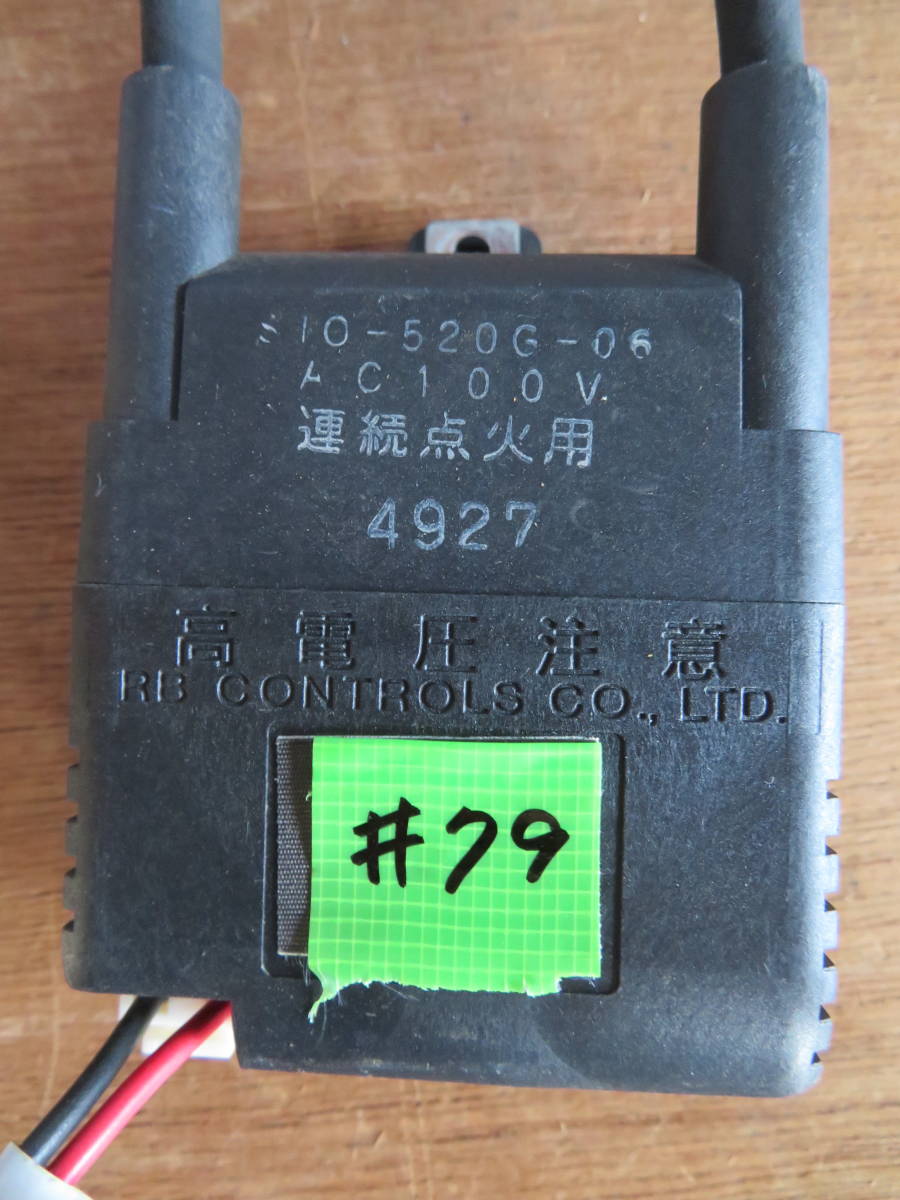 10-520G-06
AC100V
連続点火用
4927
高電圧注意
RB CONTROLS CO., LTD.
#79